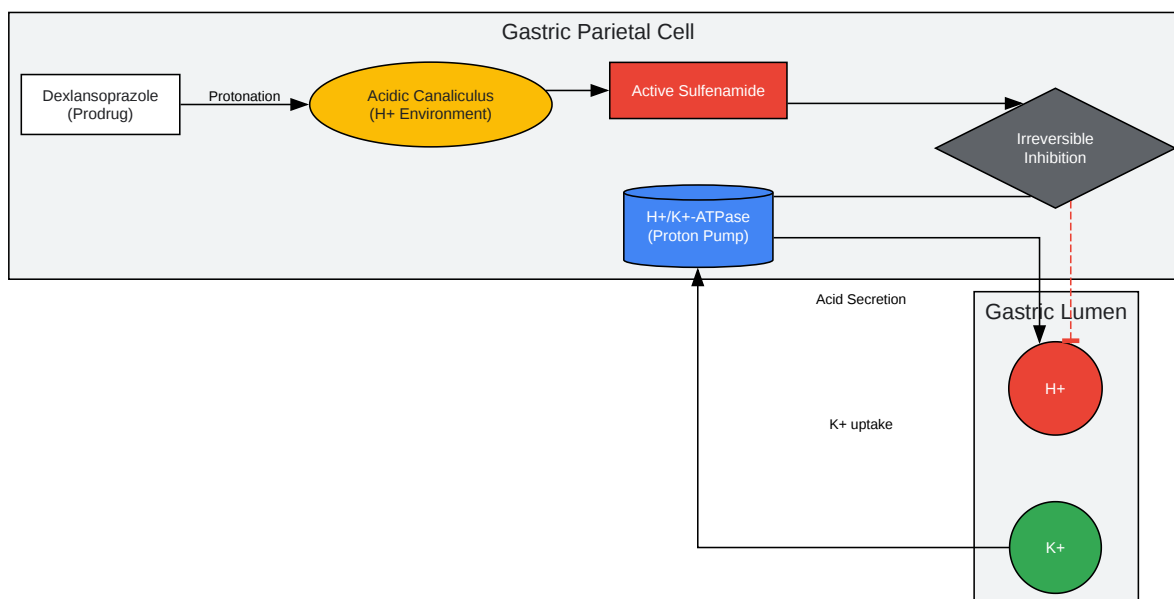 Gastric Parietal Cell
Dexlansoprazole
(Prodrug)
Protonation
Acidic Canaliculus
(H+ Environment)
Active Sulfenamide
Irreversible
Inhibition
H+/K+-ATPase
(Proton Pump)
Acid Secretion
Gastric Lumen
H+
K+ uptake
K+